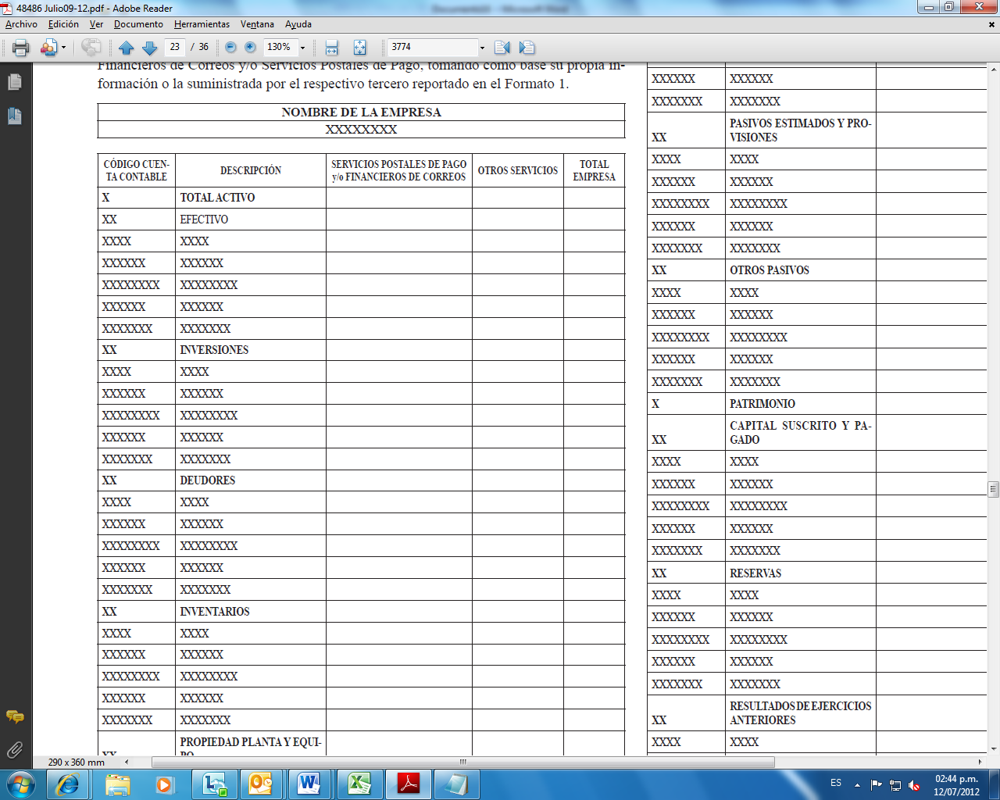 48486 Julio09-12.pdf - Adobe Reader
Archivo Edición Ver Documento Herramientas Ventana Ayuda
23 / 36 130% 3774
Financieros de Correos y/o Servicios Postales de Pago, tomando como base su propia in-
formación o la suministrada por el respectivo tercero reportado en el Formato 1.
NOMBRE DE LA EMPRESA
XXXXXXXX
CÓDIGO CUEN-
TA CONTABLE
DESCRIPCIÓN
SERVICIOS POSTALES DE PAGO
y/o FINANCIEROS DE CORREOS
OTROS SERVICIOS
TOTAL
EMPRESA
X TOTAL ACTIVO
XX EFECTIVO
XXXX XXXX
XXXXXX XXXXXX
XXXXXXXX XXXXXXXX
XXXXXX XXXXXX
XXXXXXX XXXXXXX
XX INVERSIONES
XXXX XXXX
XXXXXX XXXXXX
XXXXXXXX XXXXXXXX
XXXXXX XXXXXX
XXXXXXX XXXXXXX
XX DEUDORES
XXXX XXXX
XXXXXX XXXXXX
XXXXXXXX XXXXXXXX
XXXXXX XXXXXX
XXXXXXX XXXXXXX
XX INVENTARIOS
XXXX XXXX
XXXXXX XXXXXX
XXXXXXXX XXXXXXXX
XXXXXX XXXXXX
XXXXXXX XXXXXXX
PROPIEDAD PLANTA Y EQUI-
XX PO
XXXXXX XXXXXX
XXXXXXX XXXXXXX
PASIVOS ESTIMADOS Y PRO-
XX VISIONES
XXXX XXXX
XXXXXX XXXXXX
XXXXXXXX XXXXXXXX
XXXXXX XXXXXX
XXXXXXX XXXXXXX
XX OTROS PASIVOS
XXXX XXXX
XXXXXX XXXXXX
XXXXXXXX XXXXXXXX
XXXXXX XXXXXX
XXXXXXX XXXXXXX
X PATRIMONIO
CAPITAL SUSCRITO Y PA-
XX GADO
XXXX XXXX
XXXXXX XXXXXX
XXXXXXXX XXXXXXXX
XXXXXX XXXXXX
XXXXXXX XXXXXXX
XX RESERVAS
XXXX XXXX
XXXXXX XXXXXX
XXXXXXXX XXXXXXXX
XXXXXX XXXXXX
XXXXXXX XXXXXXX
RESULTADOS DE EJERCICIOS
XX ANTERIORES
XXXX XXXX
290 x 360 mm
ES
02:44 p.m.
12/07/2012